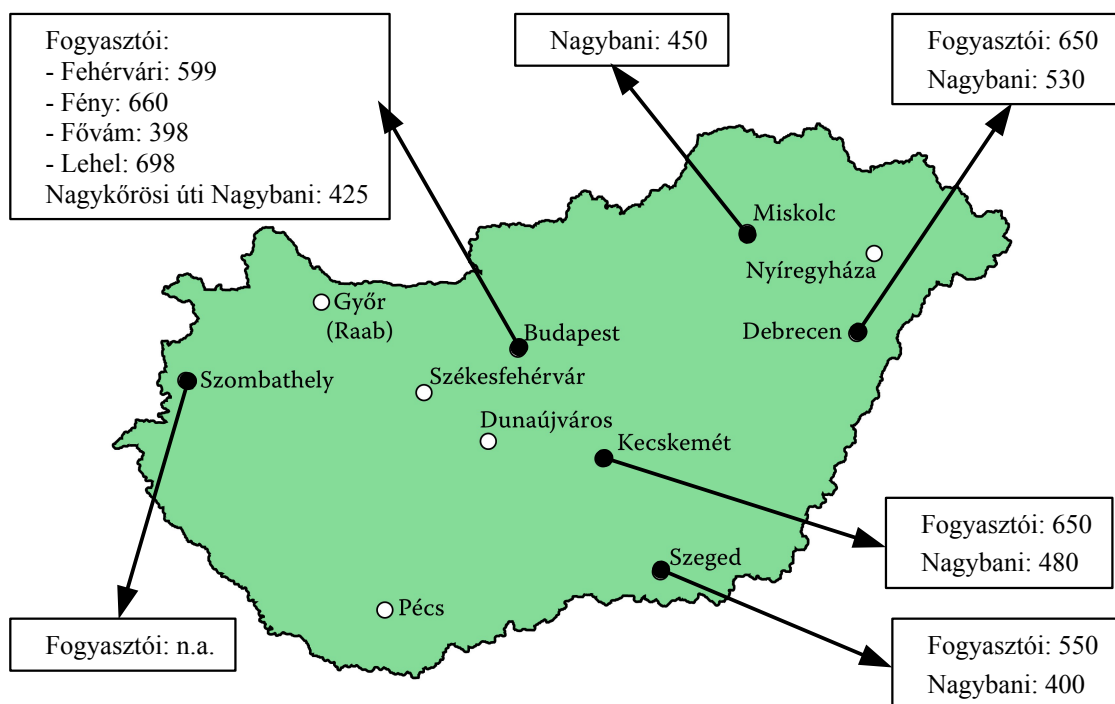 Fogyasztói:
- Fehérvári: 599
- Fény: 660
- Fővám: 398
- Lehel: 698
Nagykőrösi úti Nagybani: 425
Nagybani: 450
Fogyasztói: 650
Nagybani: 530
Miskolc
Nyíregyháza
Győr
(Raab)
Budapest
Debrecen
Szombathely
Székesfehérvár
Dunaújváros
Kecskemét
Fogyasztói: 650
Nagybani: 480
Szeged
Pécs
Fogyasztói: n.a.
Fogyasztói: 550
Nagybani: 400